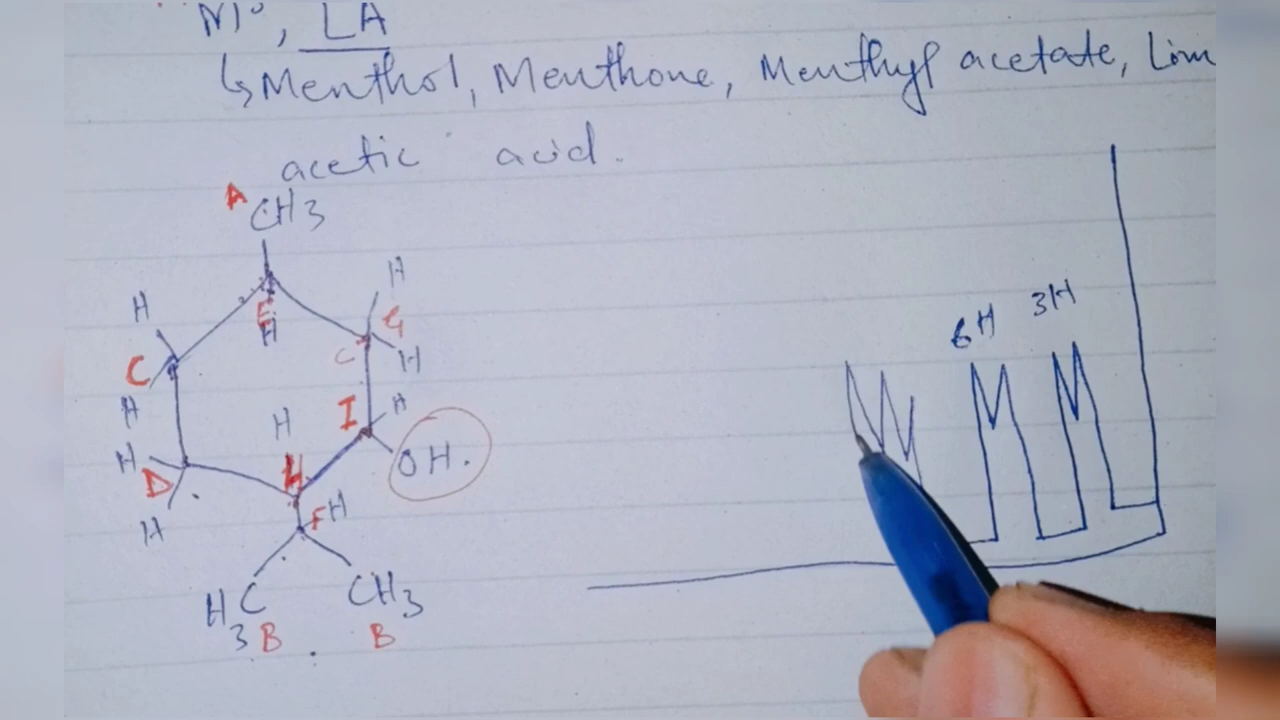 LA
↳ Menthol, Menthone, Menthyl acetate, Lim
acetic acid.
A
CH3
H
H
G
E
H
C
H
C
H
3H
6H
H
I
H
H
D
H
OH.
H
F H
H3C
CH3
B
B